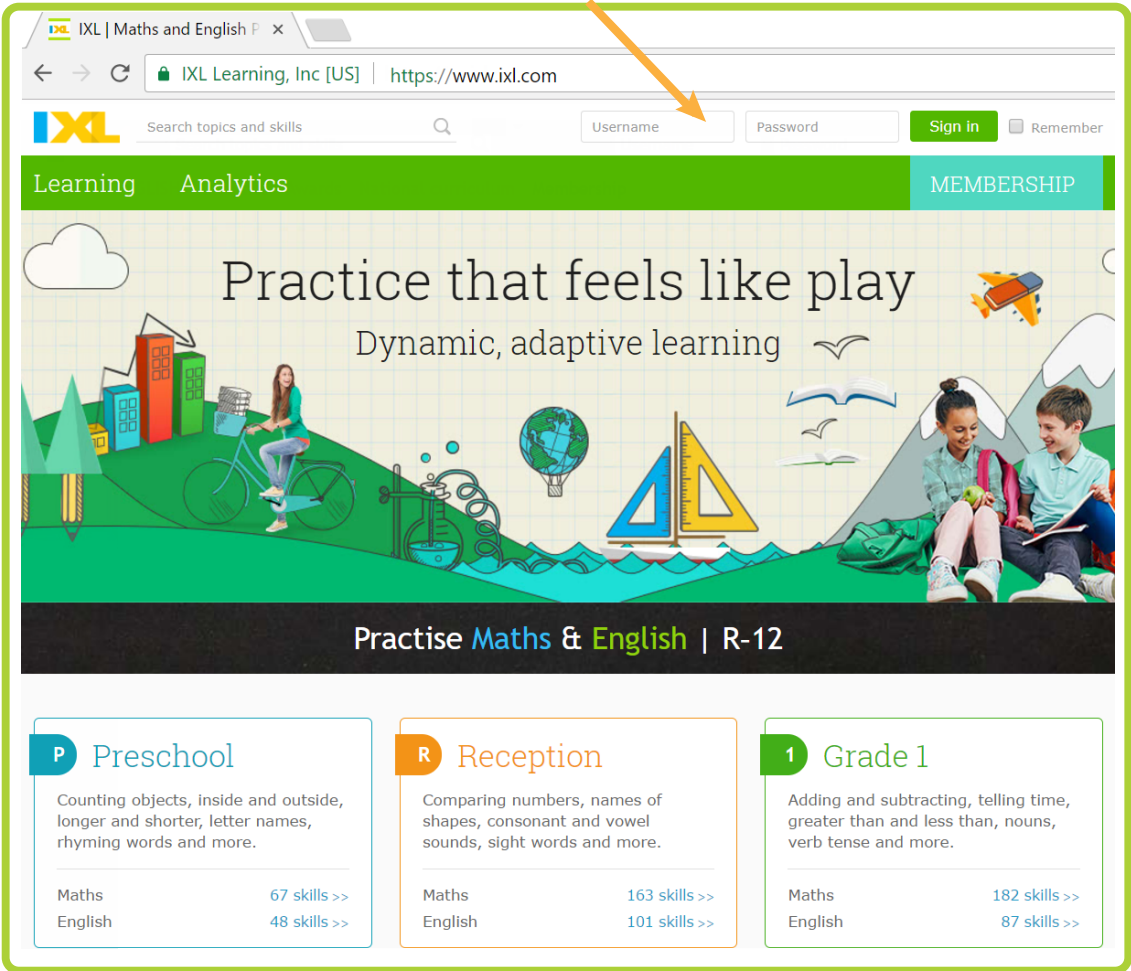 IXL | Maths and English P
IXL Learning, Inc [US] | https://www.ixl.com
IXL Search topics and skills Username Password Sign in Remember
Learning Analytics MEMBERSHIP
Practice that feels like play
Dynamic, adaptive learning
Practise Maths & English | R-12
P Preschool
Counting objects, inside and outside,
longer and shorter, letter names,
rhyming words and more.
Maths 67 skills >>
English 48 skills >>
R Reception
Comparing numbers, names of
shapes, consonant and vowel
sounds, sight words and more.
Maths 163 skills >>
English 101 skills >>
1 Grade 1
Adding and subtracting, telling time,
greater than and less than, nouns,
verb tense and more.
Maths 182 skills >>
English 87 skills >>